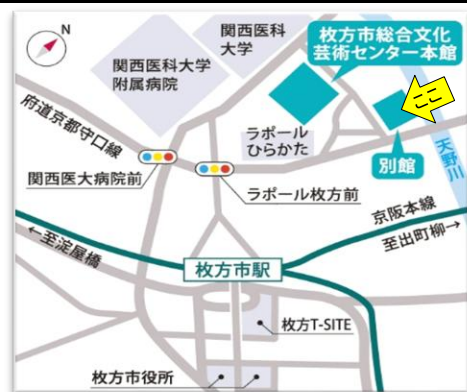 N
関西医科
大学
関西医科大学
附属病院
枚方市総合文化
芸術センター本館
ここ
府道京都守口線
ラポール
ひらかた
別館
天野川
関西医大病院前
ラポール枚方前
京阪本線
至出町柳→
←至淀屋橋
枚方市駅
枚方T-SITE
枚方市役所